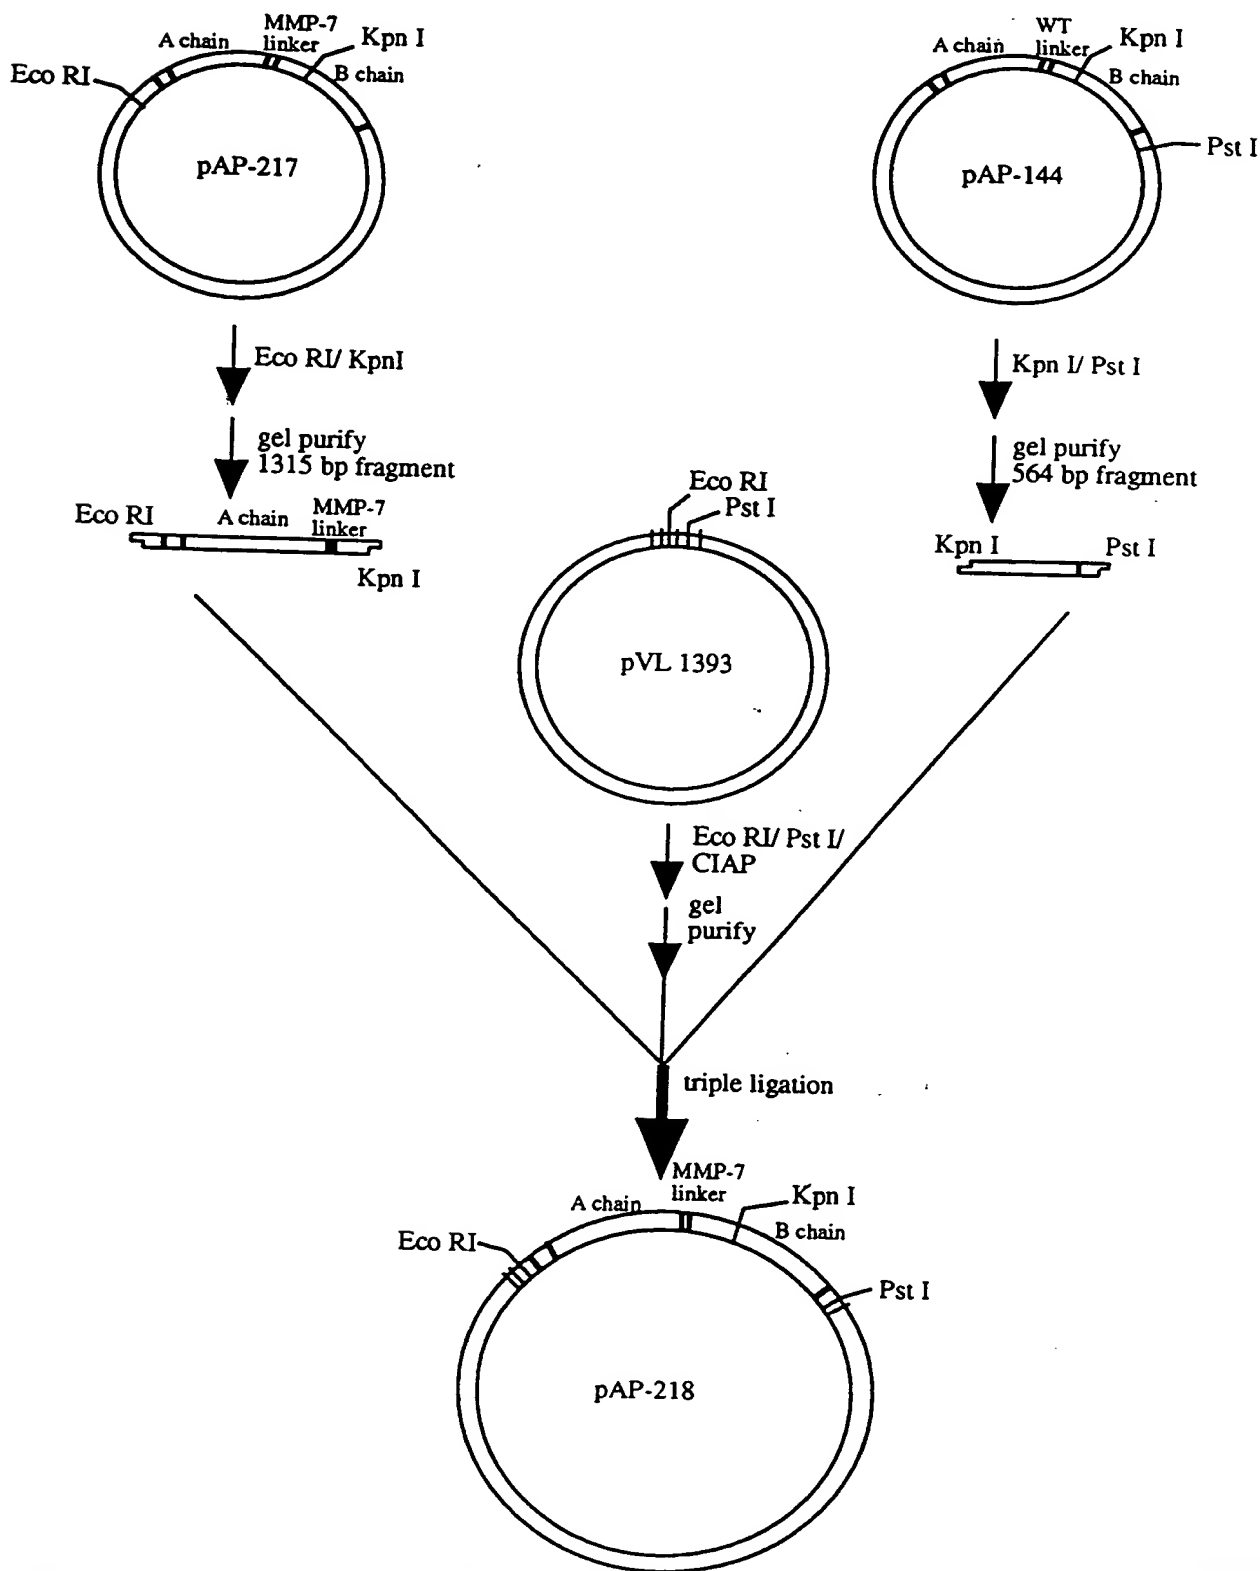 MMP-7
linker
A chain
Kpn I
Eco RI
B chain
pAP-217
WT
linker
A chain
Kpn I
B chain
Pst I
pAP-144
Eco RI/ KpnI
gel purify
1315 bp fragment
Eco RI
A chain
MMP-7
linker
Kpn I
Kpn I/ Pst I
gel purify
564 bp fragment
Kpn I
Pst I
Eco RI
Pst I
pVL 1393
Eco RI/ Pst I/
CIAP
gel
purify
triple ligation
MMP-7
linker
A chain
Kpn I
B chain
Eco RI
Pst I
pAP-218